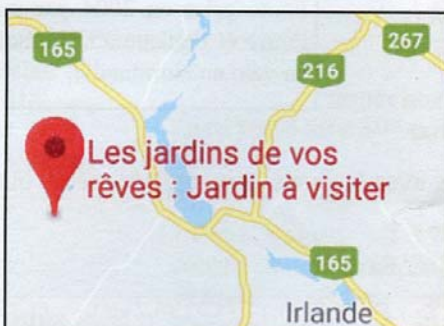 165
267
216
Les jardins de vos
rêves : Jardin à visiter
165
Irlande